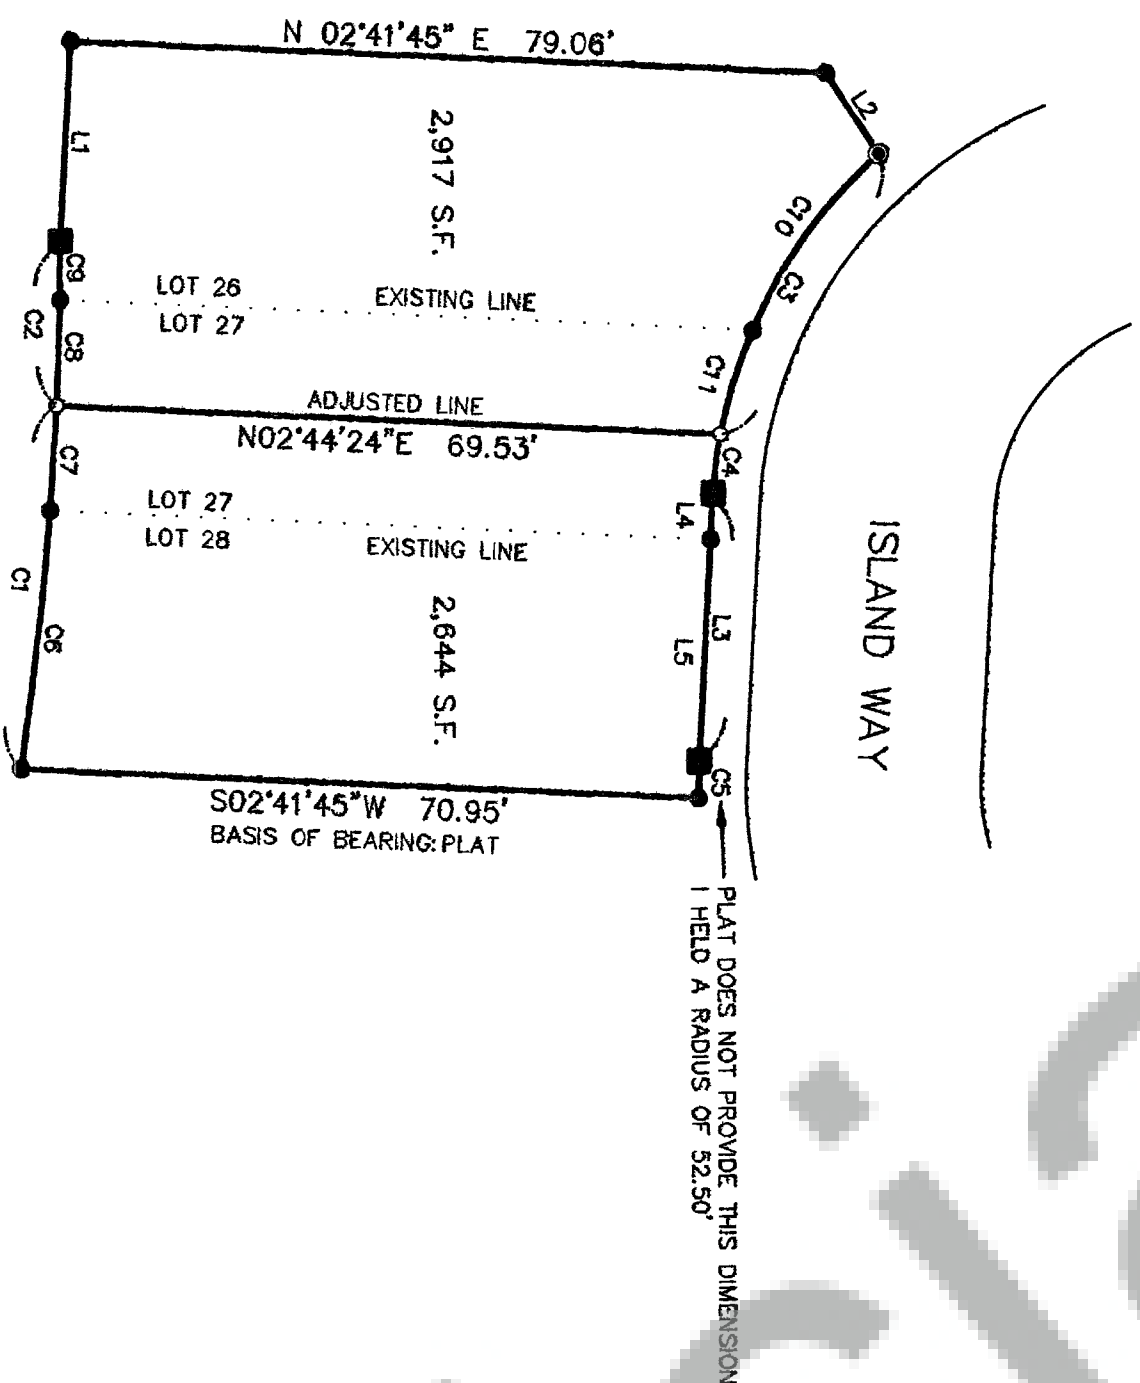 N 02°41'45" E 79.06'
L2
L1
2,917 S.F.
C10
C3
C9
LOT 26
EXISTING LINE
LOT 27
C2
C8
C11
ADJUSTED LINE
N02°44'24"E 69.53'
C4
C7
LOT 27
L4
LOT 28
EXISTING LINE
ISLAND WAY
C1
C6
2,644 S.F.
L3
L5
C5
S02°41'45"W 70.95'
BASIS OF BEARING: PLAT
PLAT DOES NOT PROVIDE THIS DIMENSION
I HELD A RADIUS OF 52.50'